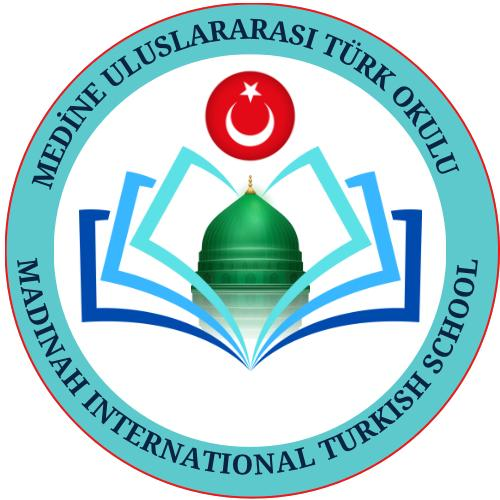 MEDİNE ULUSLARARASI TÜRK OKULU
MADINAH INTERNATIONAL TURKISH SCHOOL